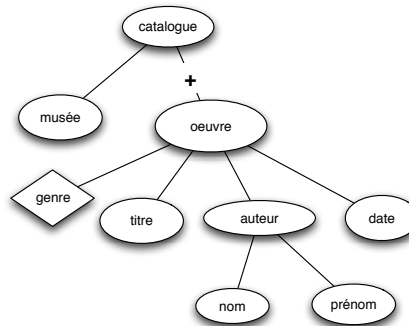 catalogue
+
musée
oeuvre
genre
titre
auteur
date
nom
prénom